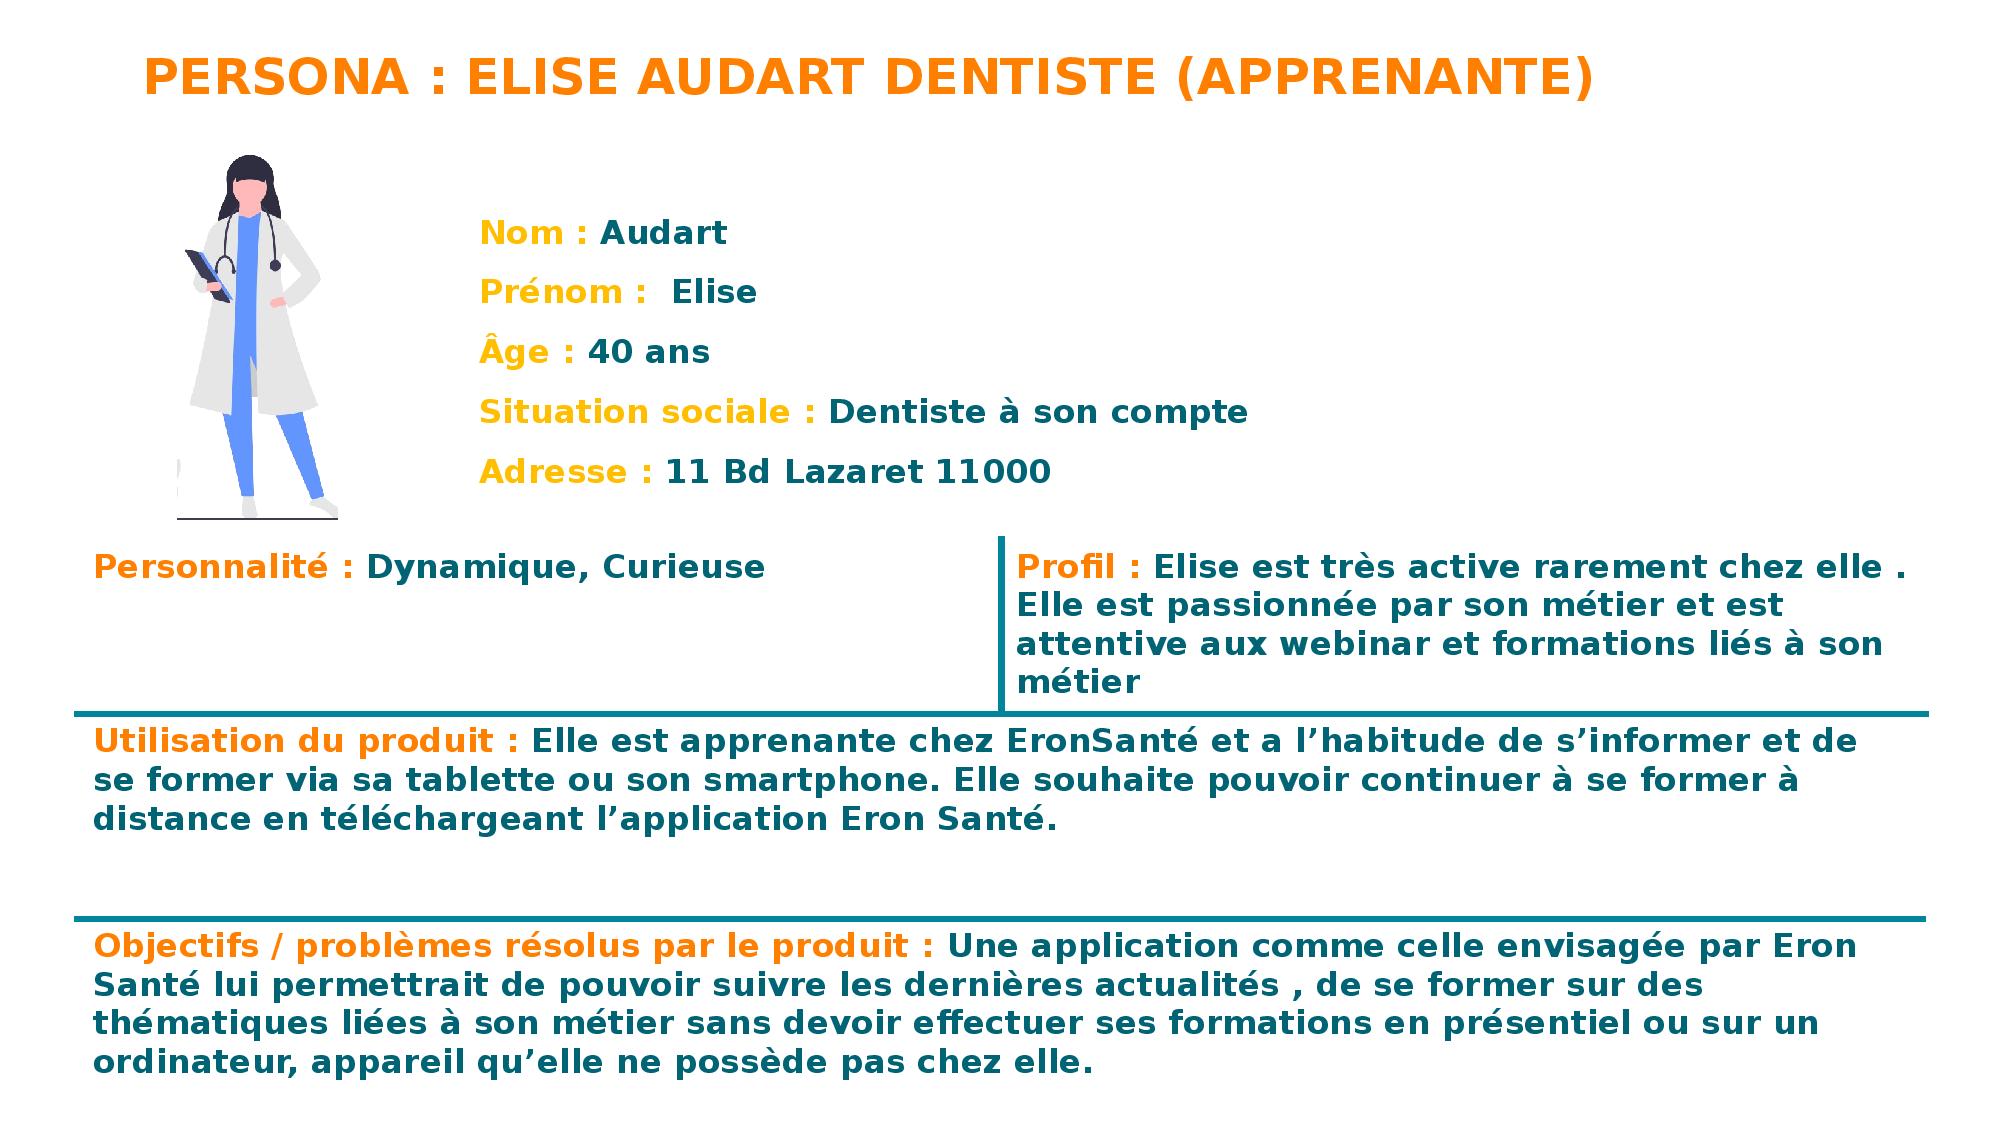 PERSONA : ELISE AUDART DENTISTE (APPRENANTE)
Nom : Audart
Prénom :  Elise
Âge : 40 ans
Situation sociale : Dentiste à son compte
Adresse : 11 Bd Lazaret 11000
Personnalité : Dynamique, Curieuse
Profil : Elise est très active rarement chez elle .
Elle est passionnée par son métier et est
attentive aux webinar et formations liés à son
métier
Utilisation du produit : Elle est apprenante chez EronSanté et a l’habitude de s’informer et de
se former via sa tablette ou son smartphone. Elle souhaite pouvoir continuer à se former à
distance en téléchargeant l’application Eron Santé.
Objectifs / problèmes résolus par le produit : Une application comme celle envisagée par Eron
Santé lui permettrait de pouvoir suivre les dernières actualités , de se former sur des
thématiques liées à son métier sans devoir effectuer ses formations en présentiel ou sur un
ordinateur, appareil qu’elle ne possède pas chez elle.